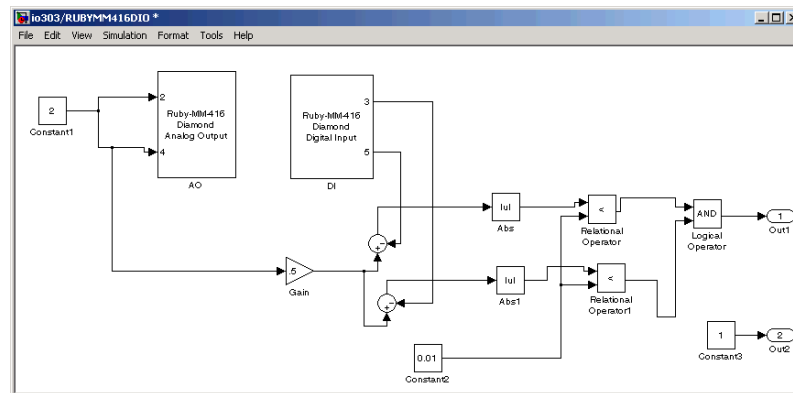 io303/RUBYMM416DIO *
File Edit View Simulation Format Tools Help
2
Constant1
2
4
Ruby-MM-416
Diamond
Analog Output
AO
Ruby-MM-416
Diamond
Digital Input
3
5
DI
|u|
Abs
<
Relational
Operator
AND
Logical
Operator
1
Out1
.5
Gain
|u|
Abs1
<
Relational
Operator1
0.01
Constant2
1
Constant3
2
Out2